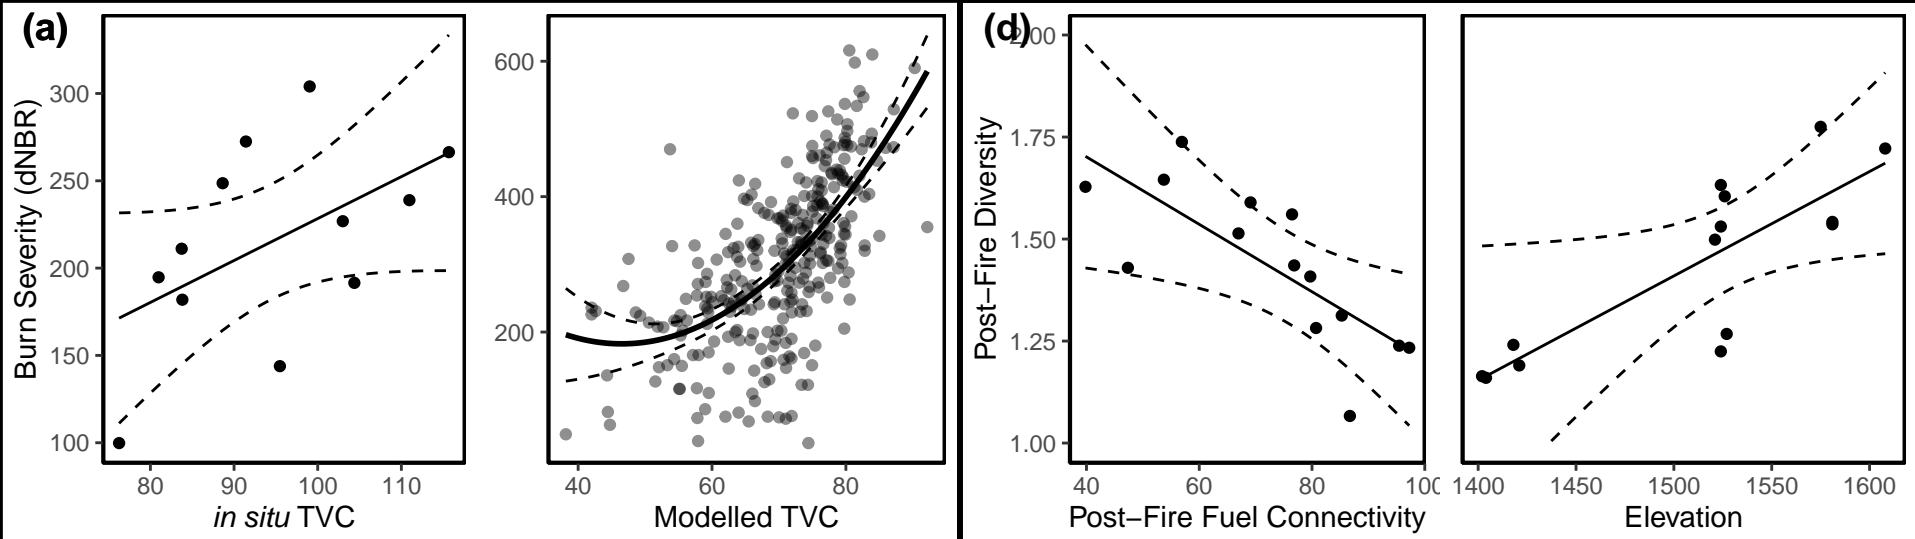 (a)
Burn Severity (dNBR)
300
250
200
150
100
80 90 100 110
in situ TVC
600
400
200
40 60 80
Modelled TVC
(d)
Post−Fire Diversity
2.00
1.75
1.50
1.25
1.00
40 60 80 100
Post−Fire Fuel Connectivity
1400 1450 1500 1550 1600
Elevation